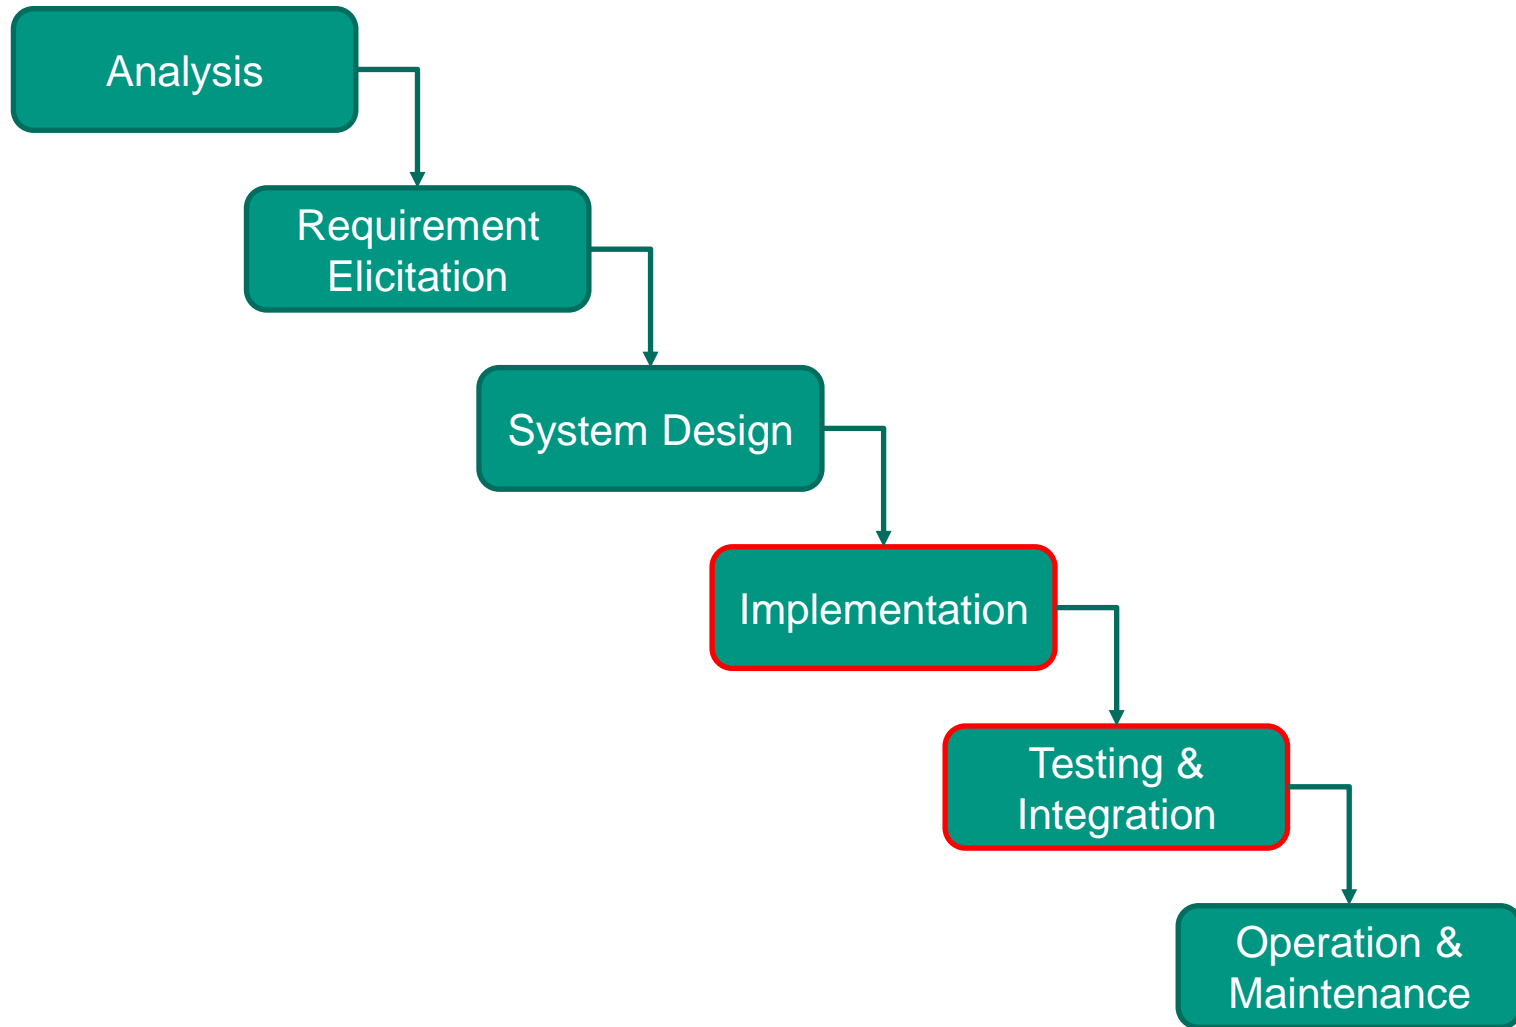 Analysis
Requirement
Elicitation
System Design
Implementation
Testing &
Integration
Operation &
Maintenance